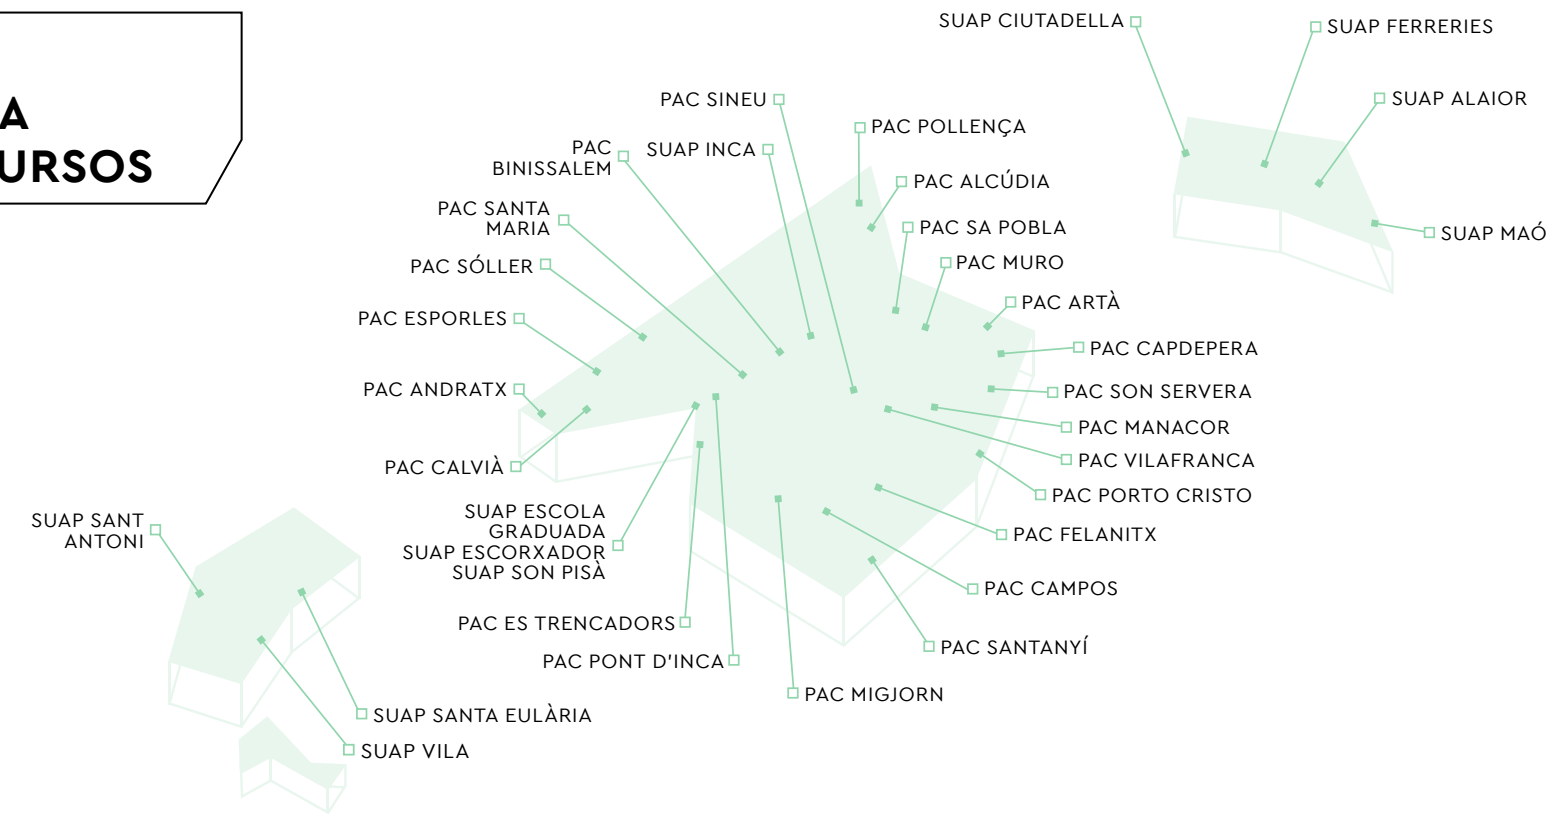 A
URSOS
SUAP CIUTADELLA
SUAP FERRERIES
SUAP ALAIOR
SUAP MAÓ
PAC SINEU
PAC POLLENÇA
PAC
BINISSALEM
SUAP INCA
PAC ALCÚDIA
PAC SANTA
MARIA
PAC SA POBLA
PAC SÓLLER
PAC MURO
PAC ARTÀ
PAC ESPORLES
PAC CAPDEPERA
PAC ANDRATX
PAC SON SERVERA
PAC MANACOR
PAC CALVIÀ
PAC VILAFRANCA
PAC PORTO CRISTO
SUAP ESCOLA
GRADUADA
SUAP ESCORXADOR
SUAP SON PISÀ
PAC FELANITX
SUAP SANT
ANTONI
PAC CAMPOS
PAC ES TRENCADORS
PAC SANTANYÍ
PAC PONT D'INCA
PAC MIGJORN
SUAP SANTA EULÀRIA
SUAP VILA